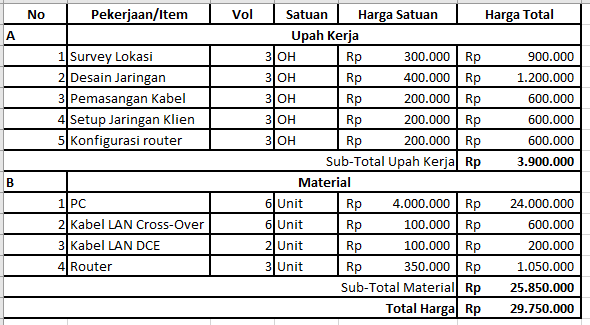 No Pekerjaan/Item Vol Satuan Harga Satuan Harga Total
A Upah Kerja
1 Survey Lokasi 3 OH Rp 300.000 Rp 900.000
2 Desain Jaringan 3 OH Rp 400.000 Rp 1.200.000
3 Pemasangan Kabel 3 OH Rp 200.000 Rp 600.000
4 Setup Jaringan Klien 3 OH Rp 200.000 Rp 600.000
5 Konfigurasi router 3 OH Rp 200.000 Rp 600.000
Sub-Total Upah Kerja Rp 3.900.000
B Material
1 PC 6 Unit Rp 4.000.000 Rp 24.000.000
2 Kabel LAN Cross-Over 6 Unit Rp 100.000 Rp 600.000
3 Kabel LAN DCE 2 Unit Rp 100.000 Rp 200.000
4 Router 3 Unit Rp 350.000 Rp 1.050.000
Sub-Total Material Rp 25.850.000
Total Harga Rp 29.750.000